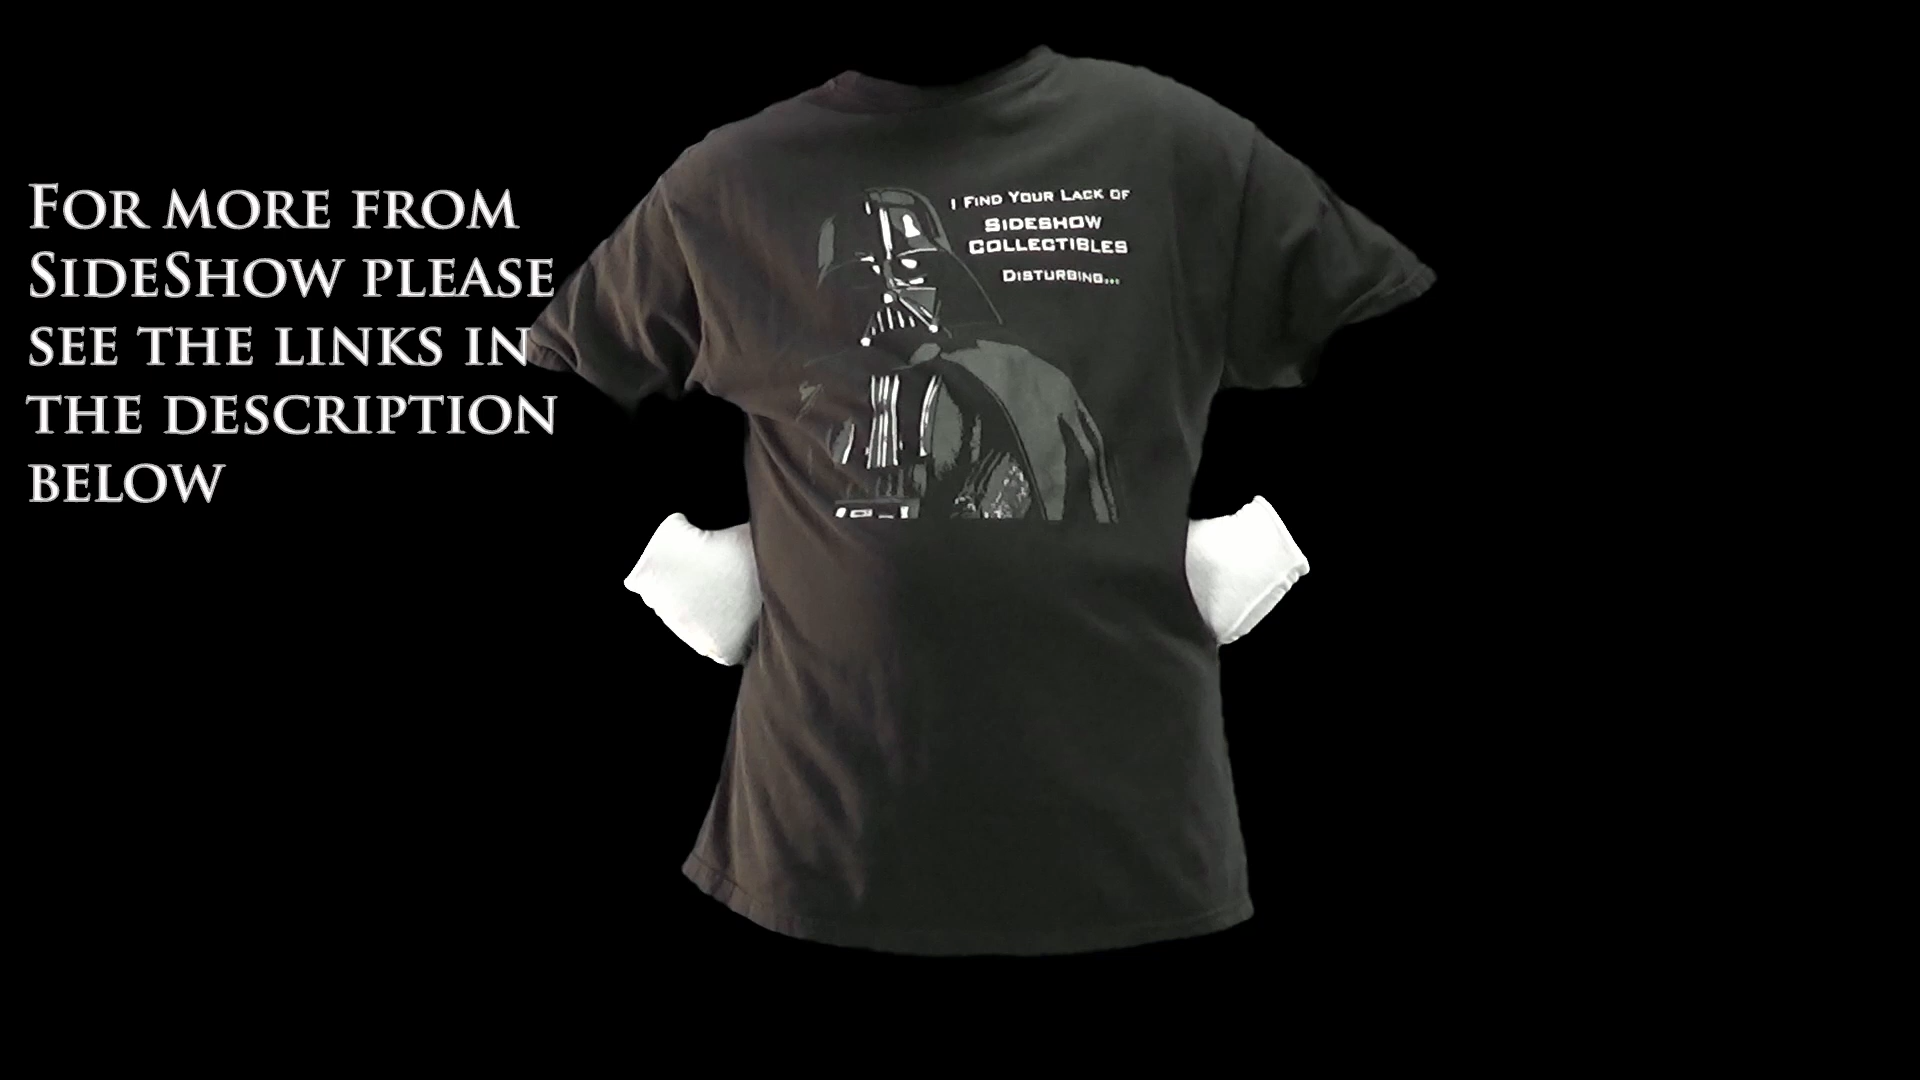 For more from
SideShow please
see the links in
the description
below
I Find Your Lack of
Sideshow
Collectibles
Disturbing...